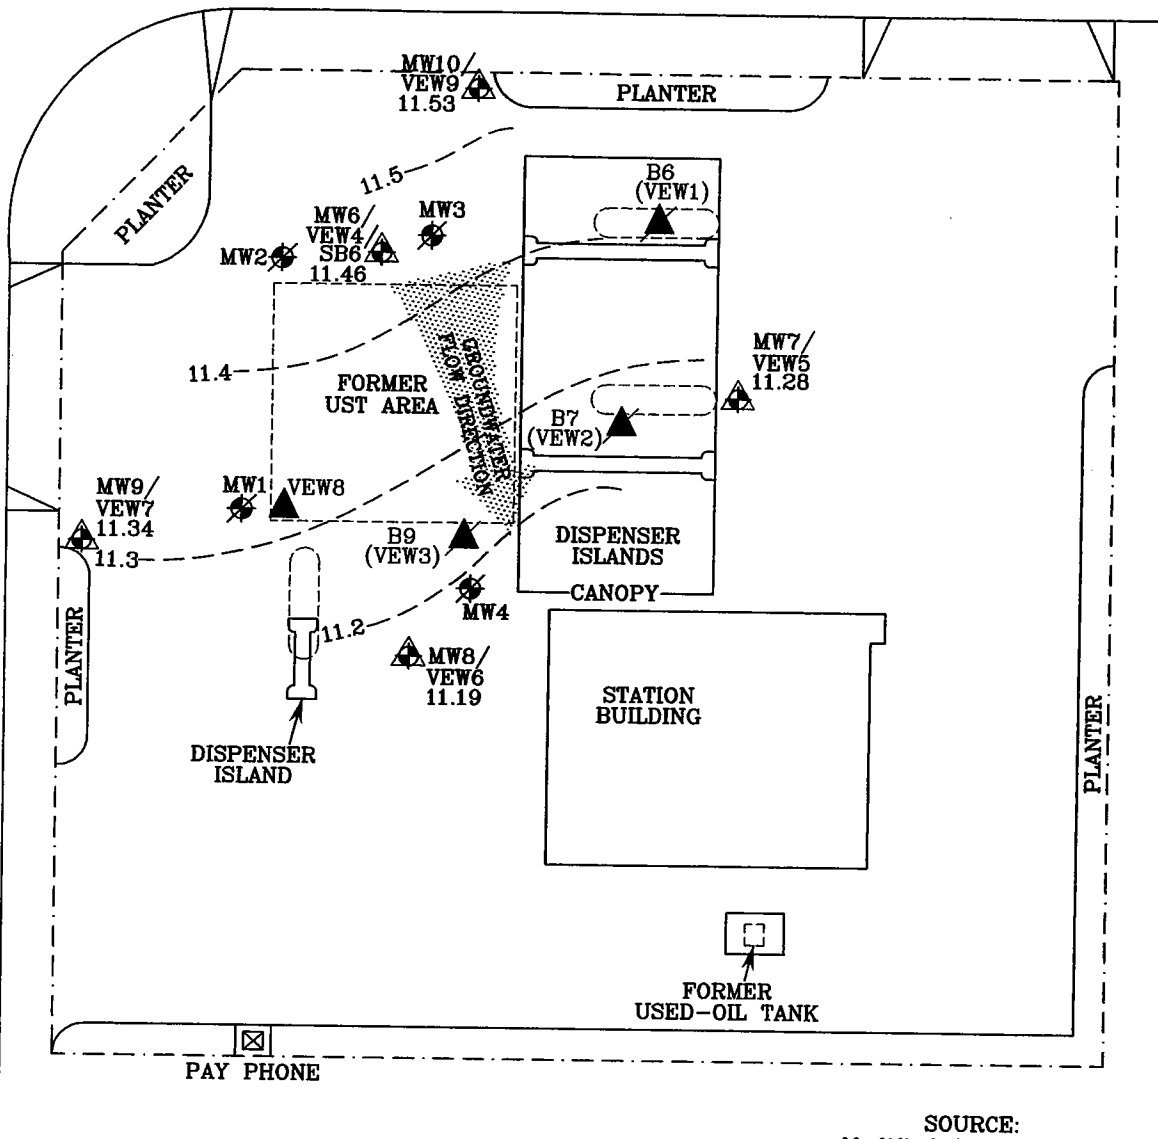 MW10/
VEW9
11.53
PLANTER
PLANTER
11.5
B6
(VEW1)
MW6
VEW4/
SB6
11.46
MW3
MW2
11.4
FORMER
UST AREA
GROUNDWATER
FLOW DIRECTION
MW7/
VEW5
11.28
B7
(VEW2)
MW9/
VEW7
11.34
MW1
VEW8
11.3
B9
(VEW3)
DISPENSER
ISLANDS
CANOPY
MW4
11.2
MW8/
VEW6
11.19
PLANTER
STATION
BUILDING
DISPENSER
ISLAND
PLANTER
FORMER
USED-OIL TANK
PAY PHONE
SOURCE: